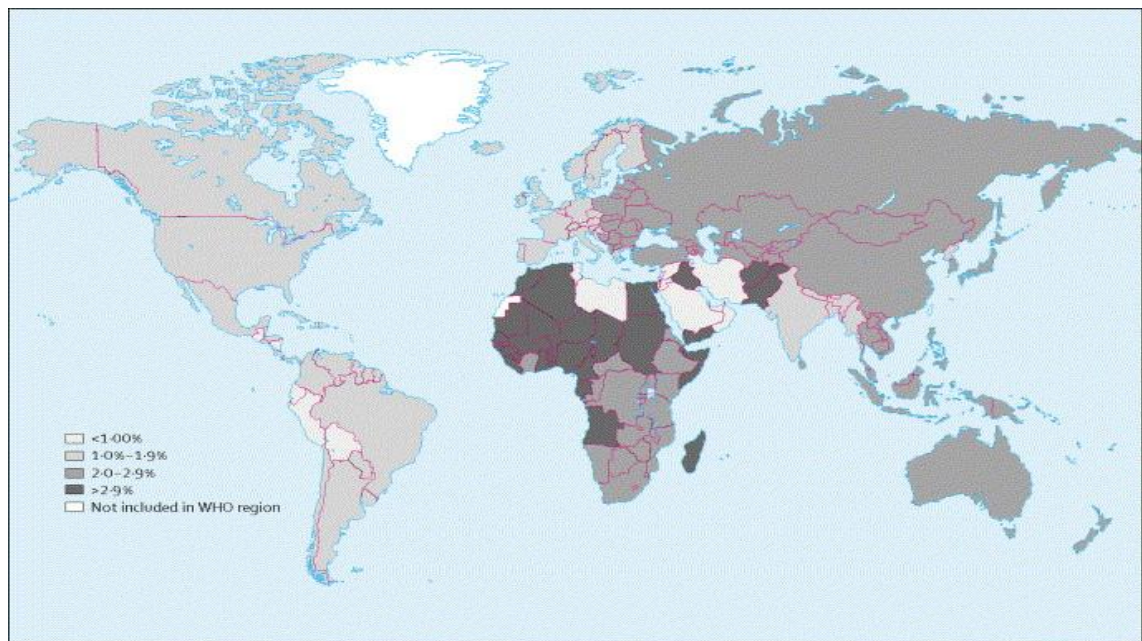 <1·00%
1·0%–1·9%
2·0–2·9%
>2·9%
Not included in WHO region